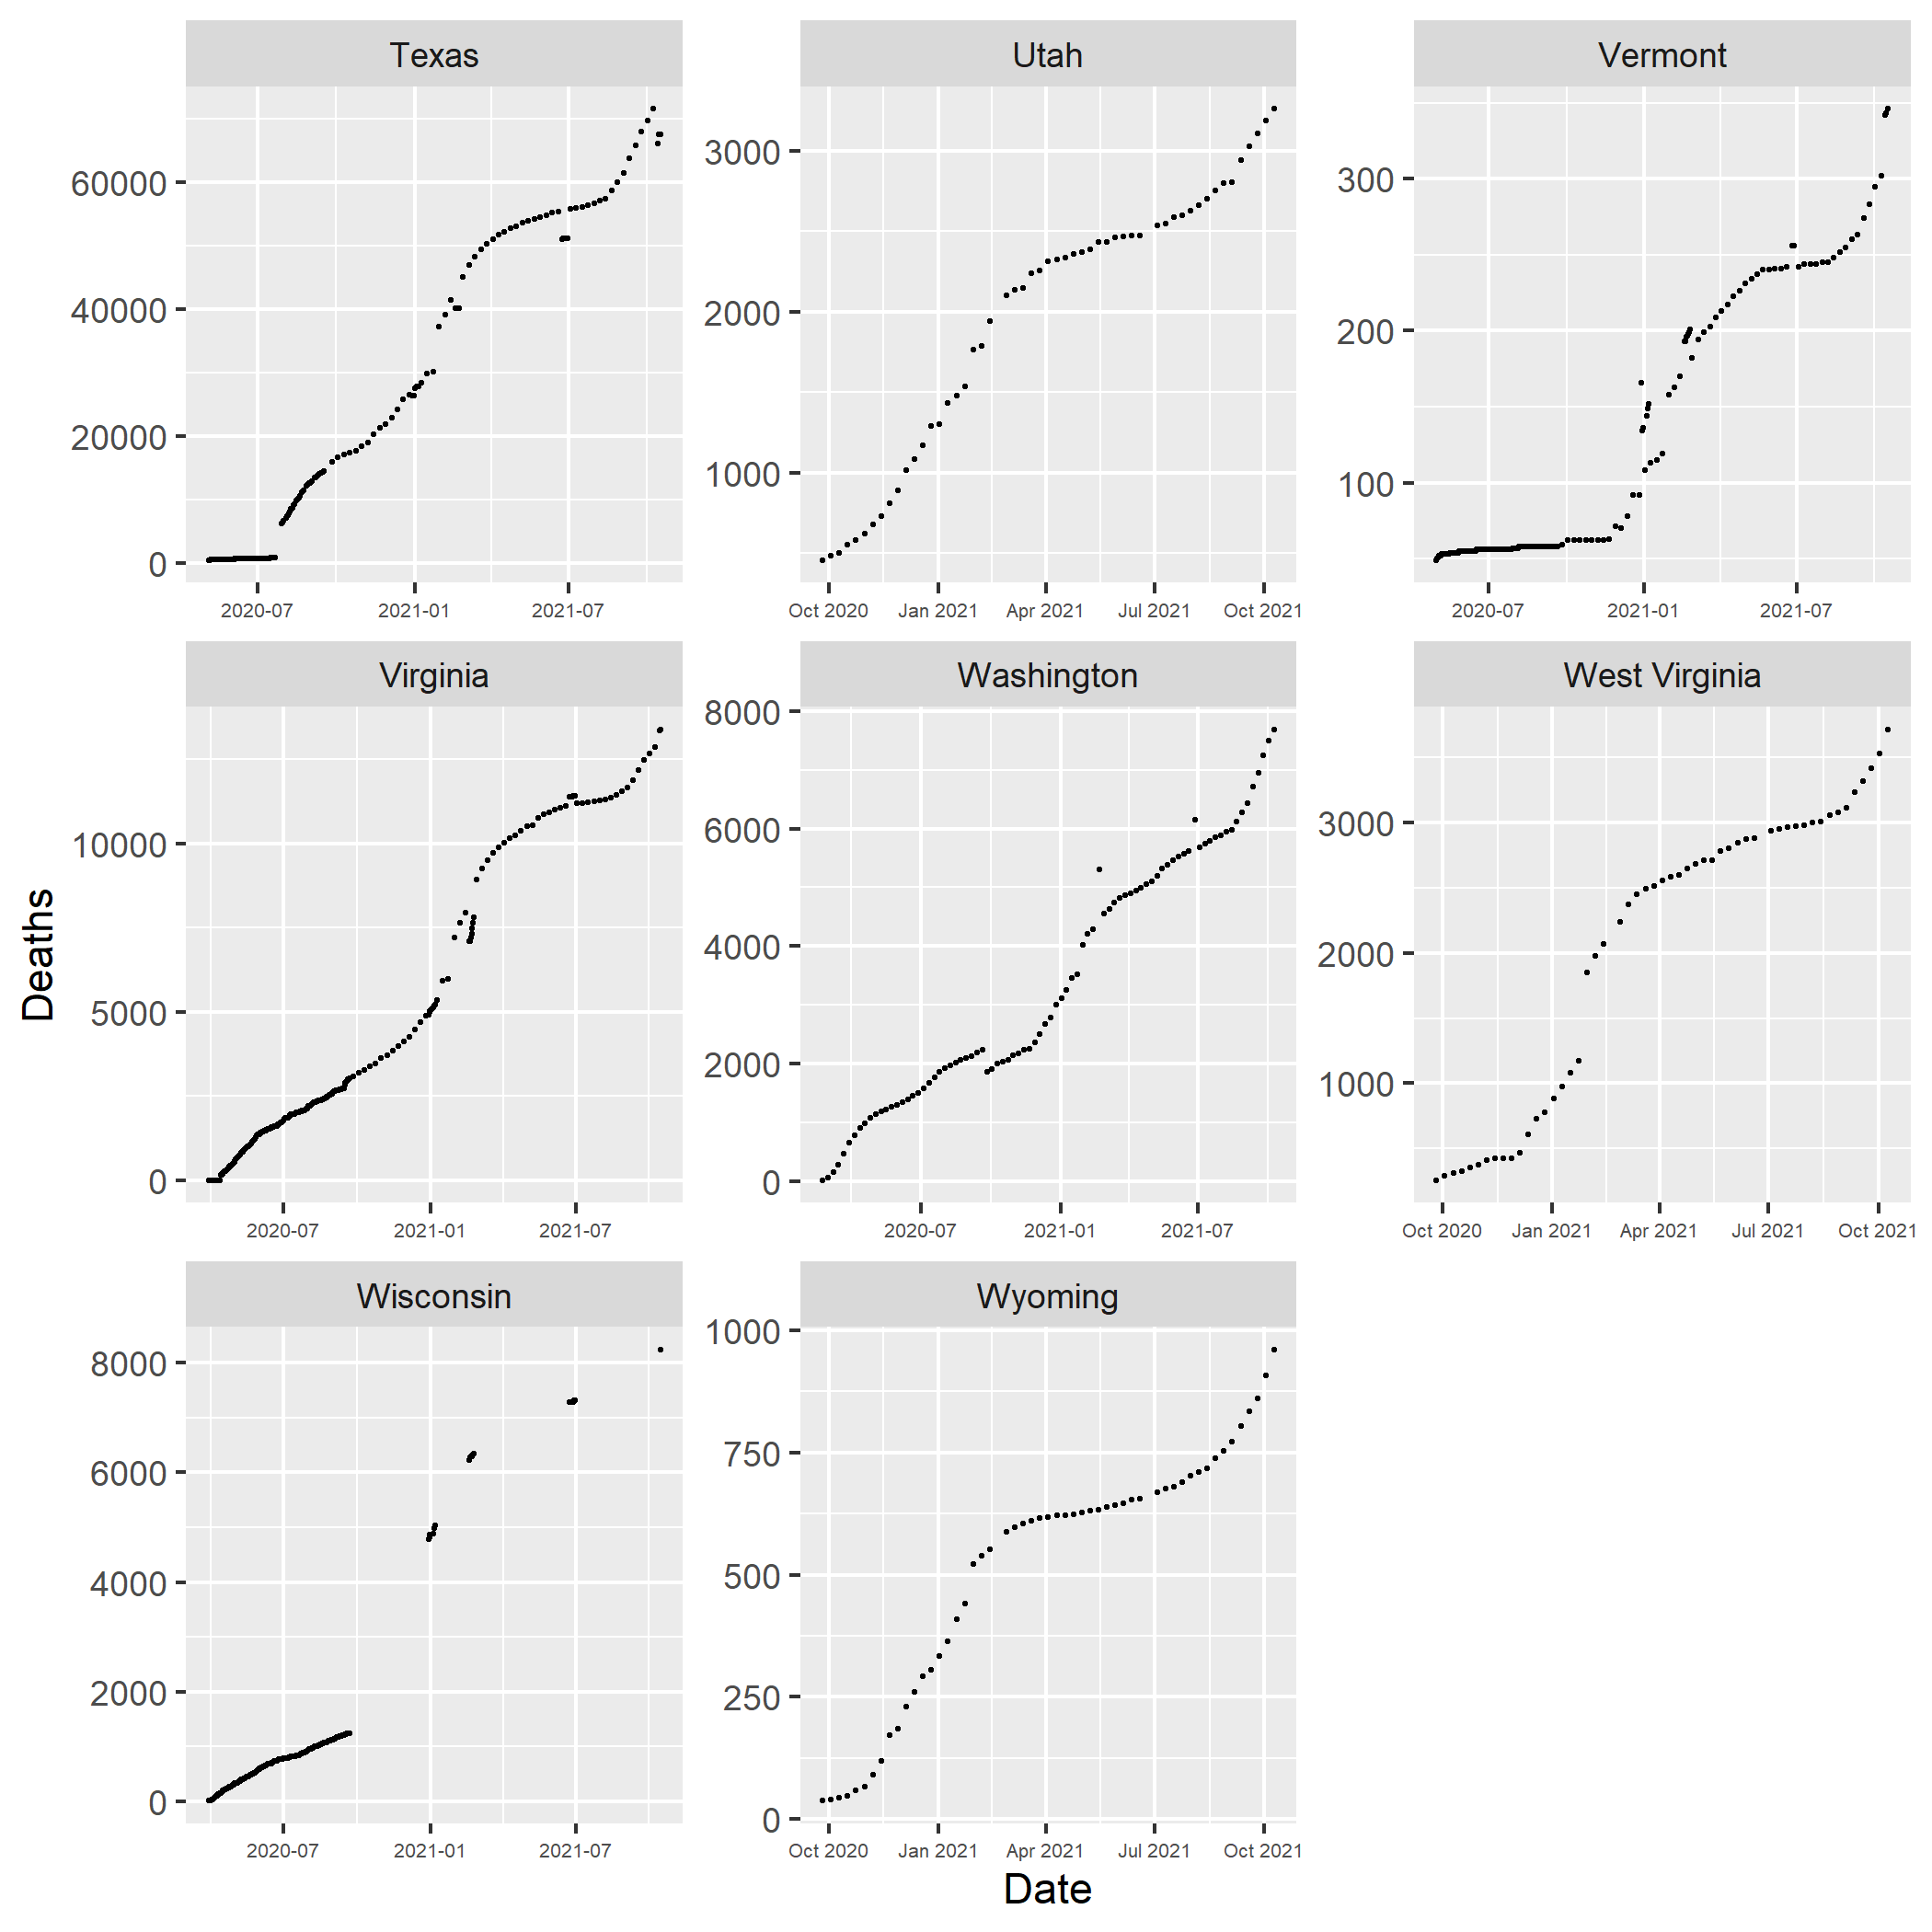 Texas Utah Vermont
60000
40000
20000
0
3000
2000
1000
300
200
100
2020-07 2021-01 2021-07
Oct 2020 Jan 2021 Apr 2021 Jul 2021 Oct 2021
2020-07 2021-01 2021-07
Virginia Washington West Virginia
10000
5000
0
8000
6000
4000
2000
0
3000
2000
1000
2020-07 2021-01 2021-07
2020-07 2021-01 2021-07
Oct 2020 Jan 2021 Apr 2021 Jul 2021 Oct 2021
Wisconsin Wyoming
8000
6000
4000
2000
0
1000
750
500
250
0
2020-07 2021-01 2021-07
Oct 2020 Jan 2021 Apr 2021 Jul 2021 Oct 2021
Deaths
Date